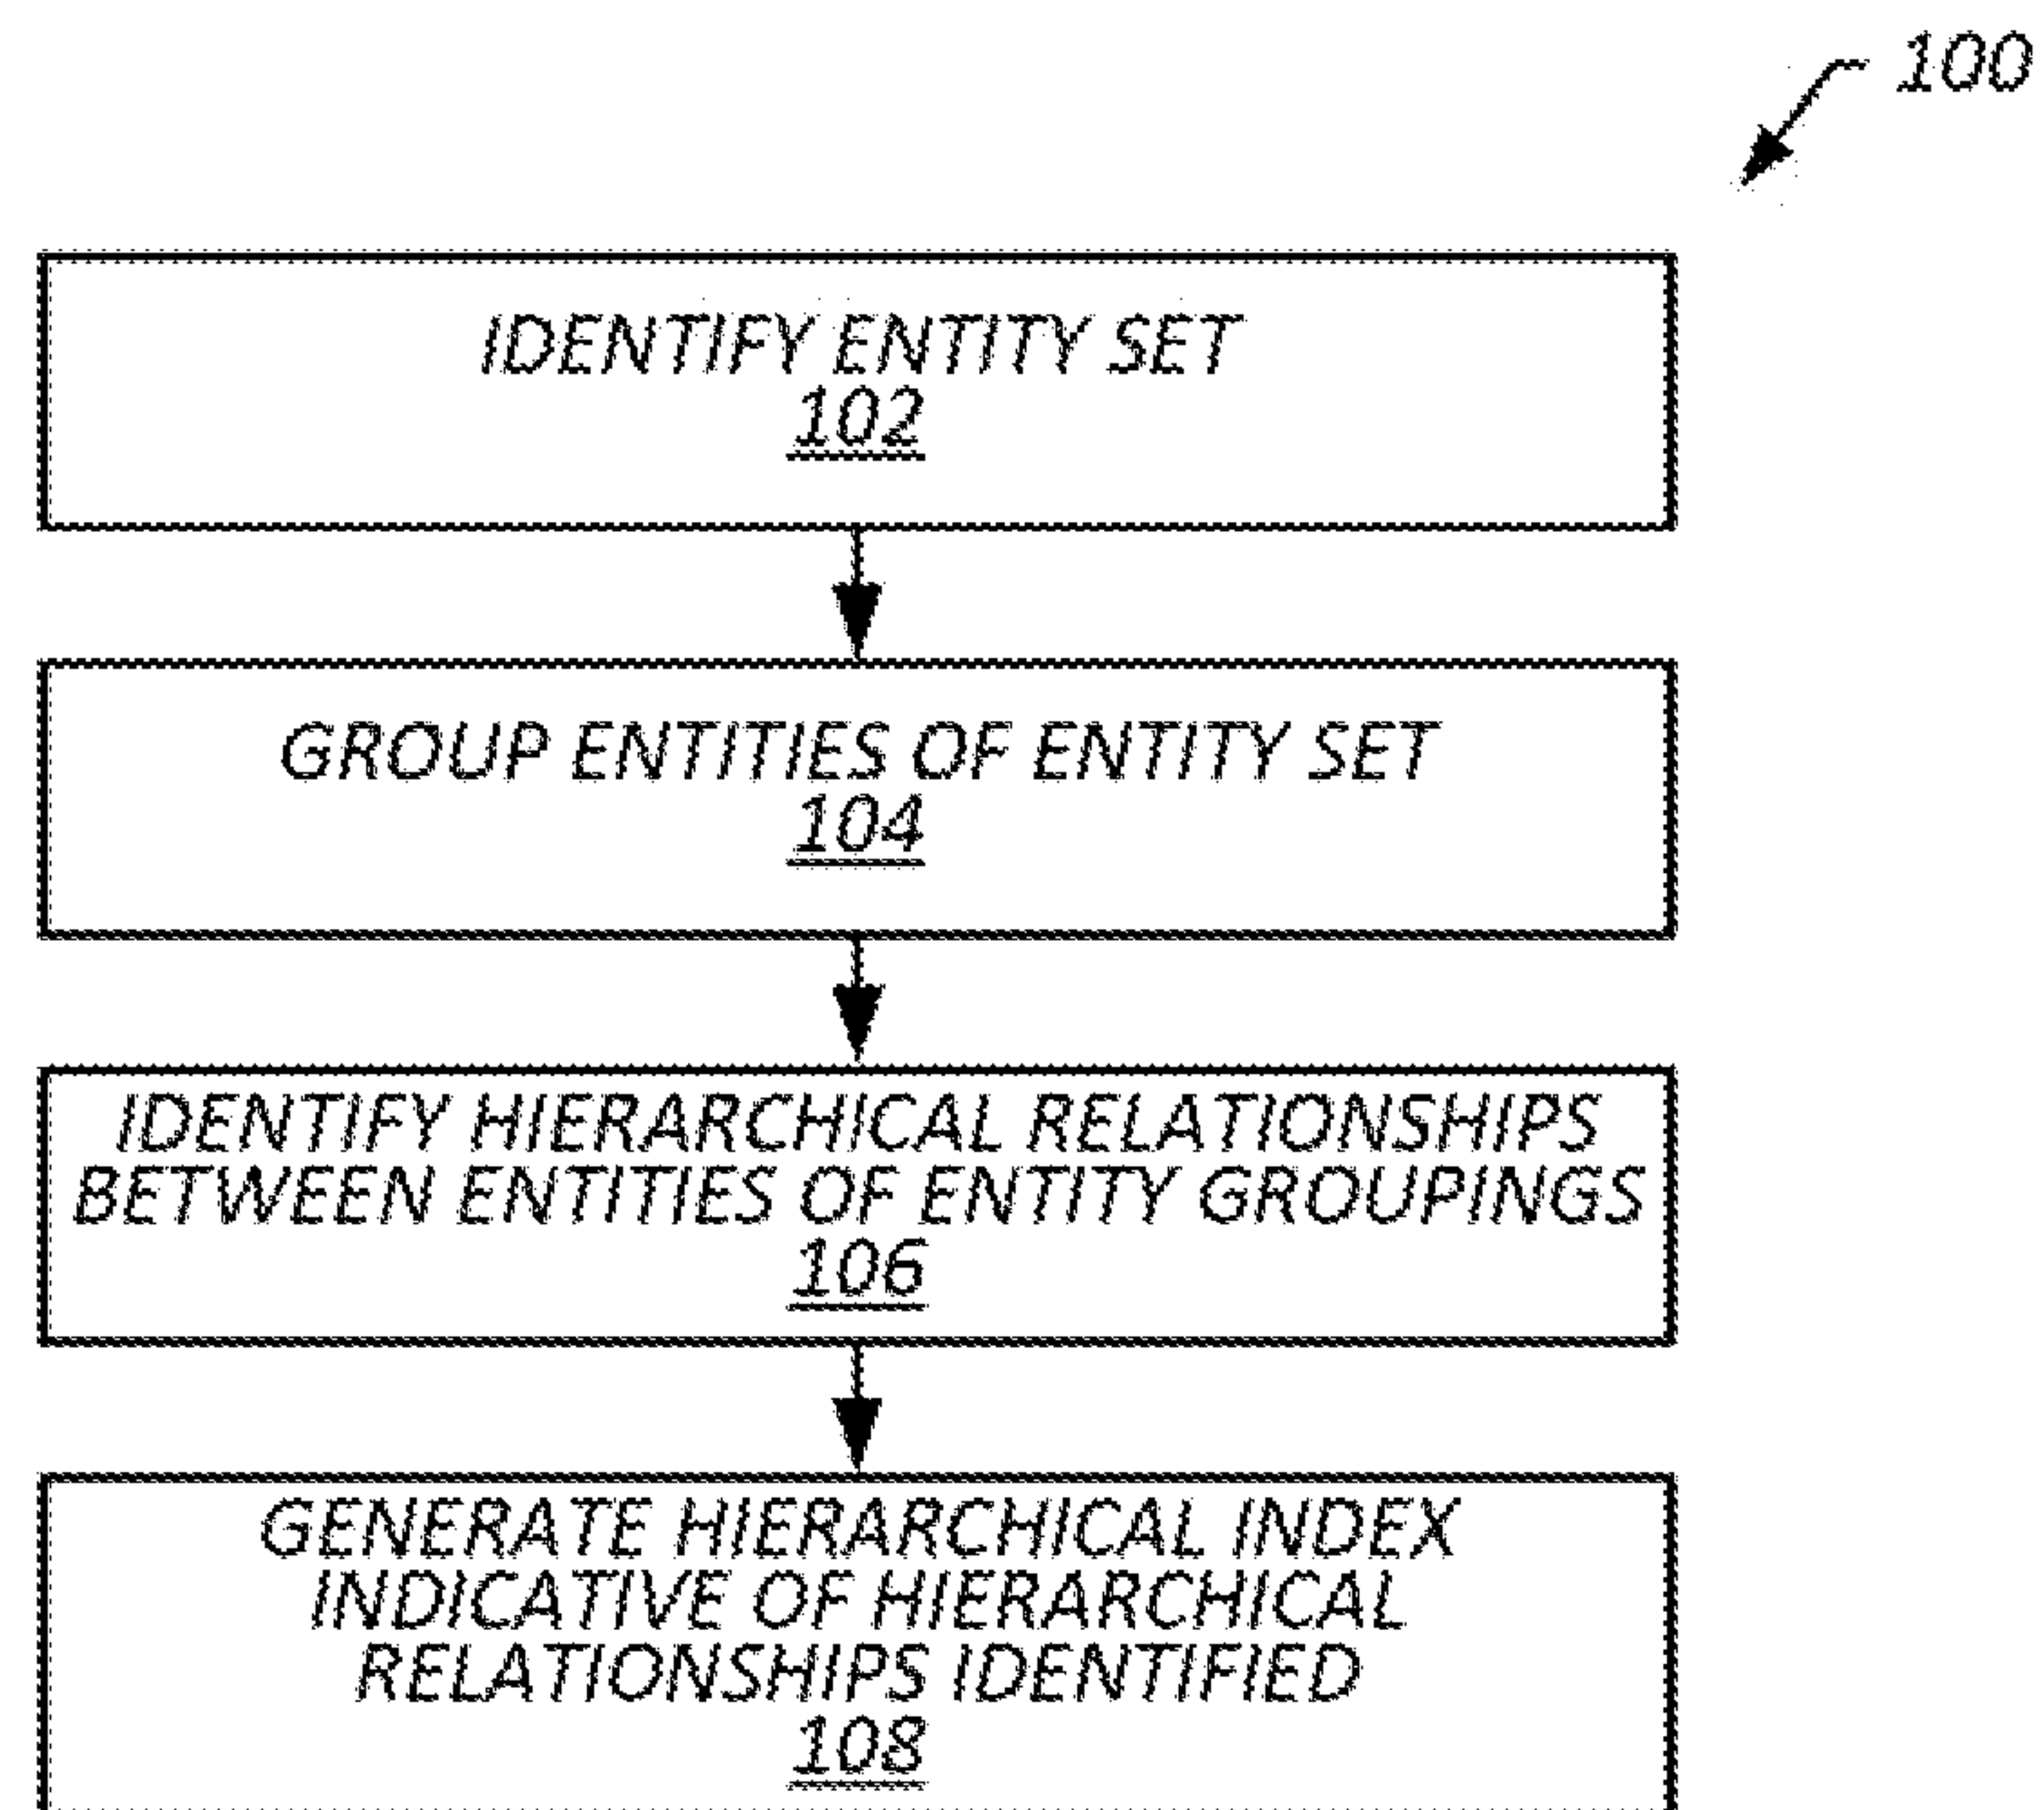 100
IDENTIFY ENTITY SET
102
GROUP ENTITIES OF ENTITY SET
104
IDENTIFY HIERARCHICAL RELATIONSHIPS
BETWEEN ENTITIES OF ENTITY GROUPINGS
106
GENERATE HIERARCHICAL INDEX
INDICATIVE OF HIERARCHICAL
RELATIONSHIPS IDENTIFIED
108